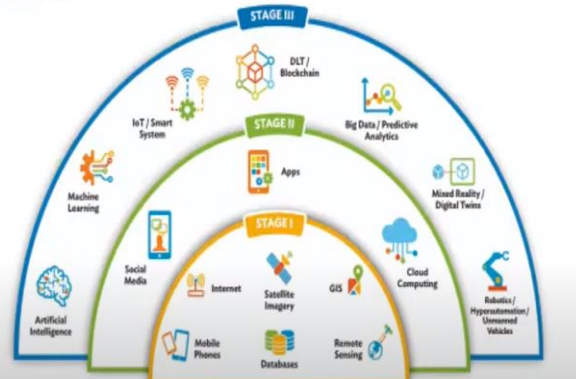 STAGE III
DLT /
Blockchain
IoT / Smart
System
Big Data / Predictive
Analytics
Machine
Learning
Mixed Reality /
Digital Twins
Artificial
Intelligence
Robotics /
Hyperautomation /
Unmanned
Vehicles
STAGE II
Apps
Social
Media
Cloud
Computing
STAGE I
Internet
Satellite
Imagery
GIS
Mobile
Phones
Databases
Remote
Sensing